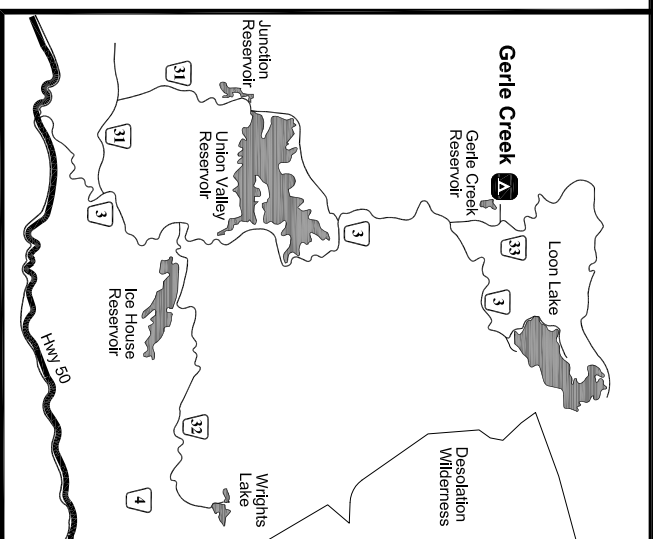 Loon Lake
Gerle Creek
33
3
Gerle Creek
Reservoir
Desolation
Wilderness
3
Junction
Reservoir
Wrights
Lake
Union Valley
Reservoir
31
32
4
Ice House
Reservoir
31
3
Hwy 50